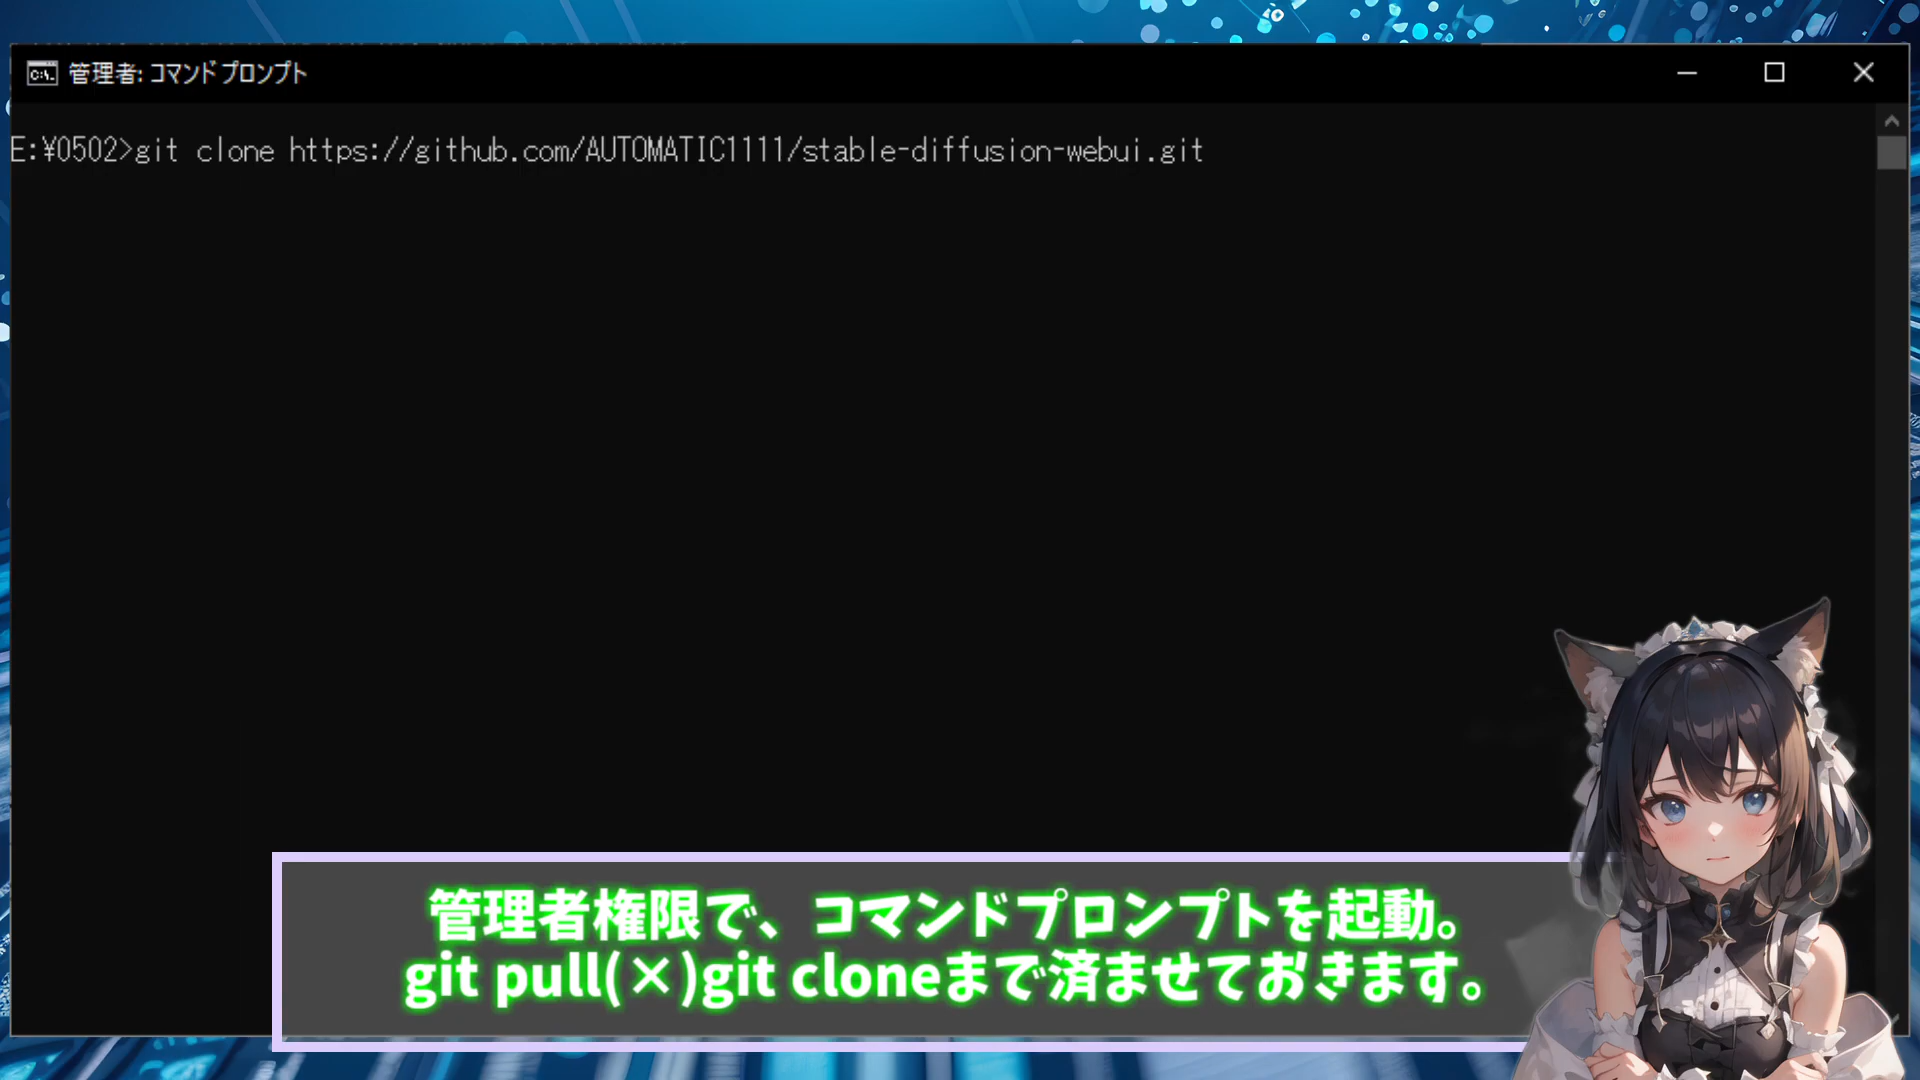 管理者: コマンド プロンプト
E:¥0502>git clone https://github.com/AUTOMATIC1111/stable-diffusion-webui.git
管理者権限で、コマンドプロンプトを起動。
git pull(×)git cloneまで済ませておきます。